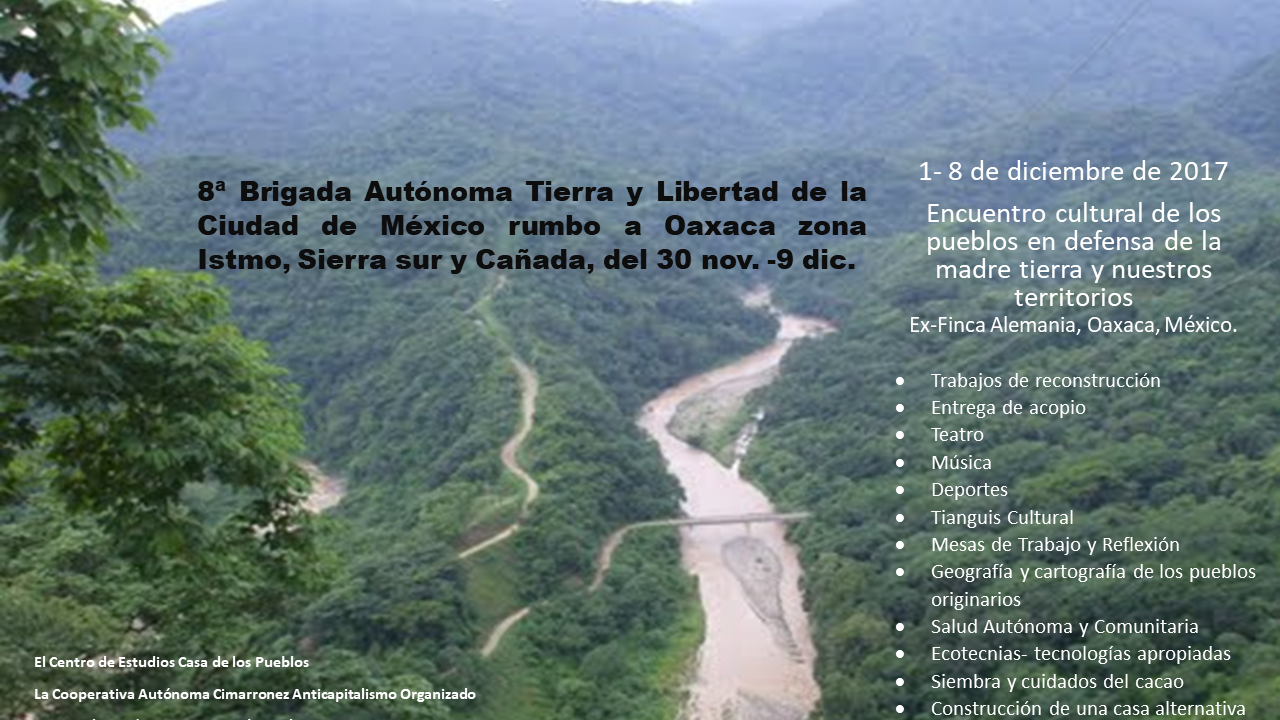 8ª Brigada Autónoma Tierra y Libertad de la
Ciudad de México rumbo a Oaxaca zona
Istmo, Sierra sur y Cañada, del 30 nov. -9 dic.
1- 8 de diciembre de 2017
Encuentro cultural de los
pueblos en defensa de la
madre tierra y nuestros
territorios
Ex-Finca Alemania, Oaxaca, México.
• Trabajos de reconstrucción
• Entrega de acopio
• Teatro
• Música
• Deportes
• Tianguis Cultural
• Mesas de Trabajo y Reflexión
• Geografía y cartografía de los pueblos
originarios
• Salud Autónoma y Comunitaria
• Ecotecnias- tecnologías apropiadas
• Siembra y cuidados del cacao
• Construcción de una casa alternativa
El Centro de Estudios Casa de los Pueblos
La Cooperativa Autónoma Cimarronez Anticapitalismo Organizado